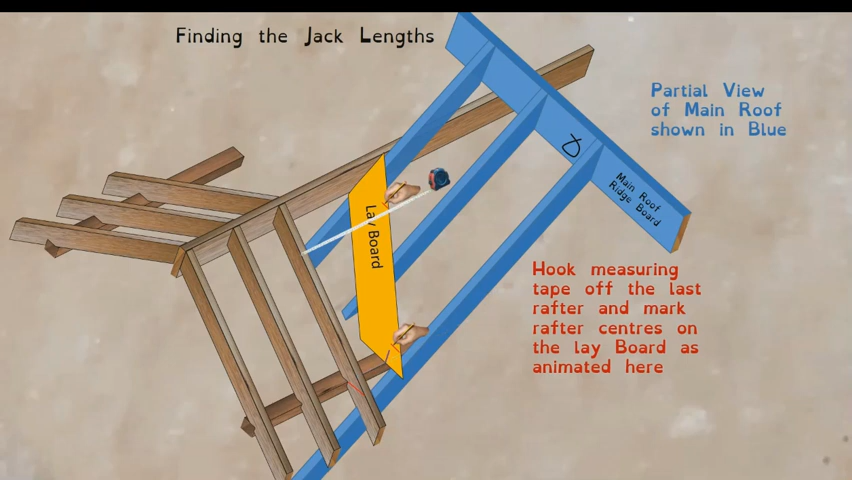 Finding the Jack Lengths
Partial View
of Main Roof
shown in Blue
Main Roof
Ridge Board
Lay Board
Hook measuring
tape off the last
rafter and mark
rafter centres on
the lay Board as
animated here